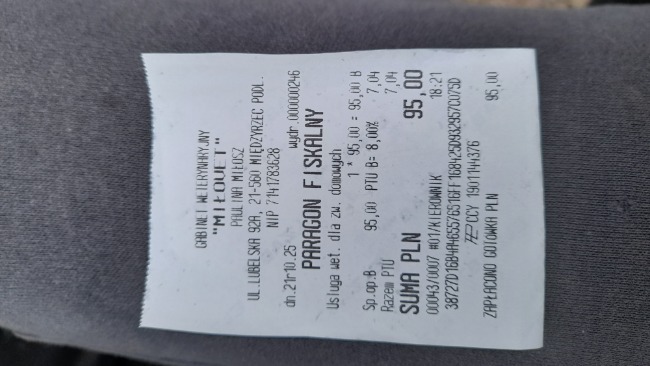 GABINET WETERYNARYJNY
"MIŁOWET"
PAULINA MIŁOSZ
UL.LUBELSKA 92A, 21-560 MIĘDZYRZEC PODL.
NIP 7141783628
dn.21r10.25 wydr.000000246
PARAGON FISKALNY
Usługa wet. dla zw. domowych
1 * 95,00 = 95,00 B
Sp.op:B 95,00 PTU B= 8,00% 7,04
Razem PTU 7,04
SUMA PLN 95,00
00043/0007 #01/KIEROWNIK 18:21
CCY 1901144376
ZAPŁACONO GOTÓWKA PLN 95,00